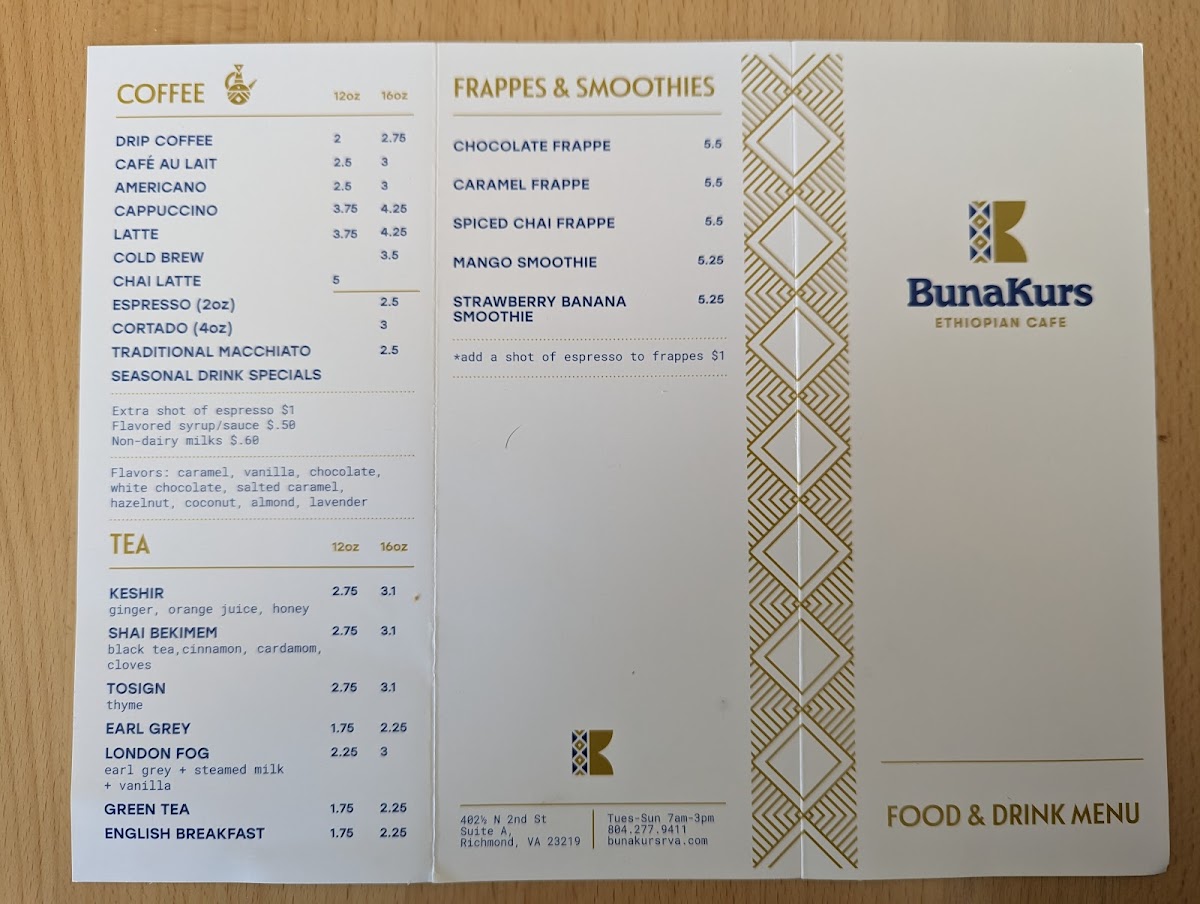 COFFEE 12oz 16oz
DRIP COFFEE 2 2.75
CAFÉ AU LAIT 2.5 3
AMERICANO 2.5 3
CAPPUCCINO 3.75 4.25
LATTE 3.75 4.25
COLD BREW 3.5
CHAI LATTE 5
ESPRESSO (2oz) 2.5
CORTADO (4oz) 3
TRADITIONAL MACCHIATO 2.5
SEASONAL DRINK SPECIALS
Extra shot of espresso $1
Flavored syrup/sauce $.50
Non-dairy milks $.60
Flavors: caramel, vanilla, chocolate,
white chocolate, salted caramel,
hazelnut, coconut, almond, lavender
TEA 12oz 16oz
KESHIR 2.75 3.1
ginger, orange juice, honey
SHAI BEKIMEM 2.75 3.1
black tea,cinnamon, cardamom,
cloves
TOSIGN 2.75 3.1
thyme
EARL GREY 1.75 2.25
LONDON FOG 2.25 3
earl grey + steamed milk
+ vanilla
GREEN TEA 1.75 2.25
ENGLISH BREAKFAST 1.75 2.25
FRAPPES & SMOOTHIES
CHOCOLATE FRAPPE 5.5
CARAMEL FRAPPE 5.5
SPICED CHAI FRAPPE 5.5
MANGO SMOOTHIE 5.25
STRAWBERRY BANANA 5.25
SMOOTHIE
*add a shot of espresso to frappes $1
402½ N 2nd St
Suite A,
Richmond, VA 23219
Tues-Sun 7am-3pm
804.277.9411
bunakursrva.com
BunaKurs
ETHIOPIAN CAFE
FOOD & DRINK MENU